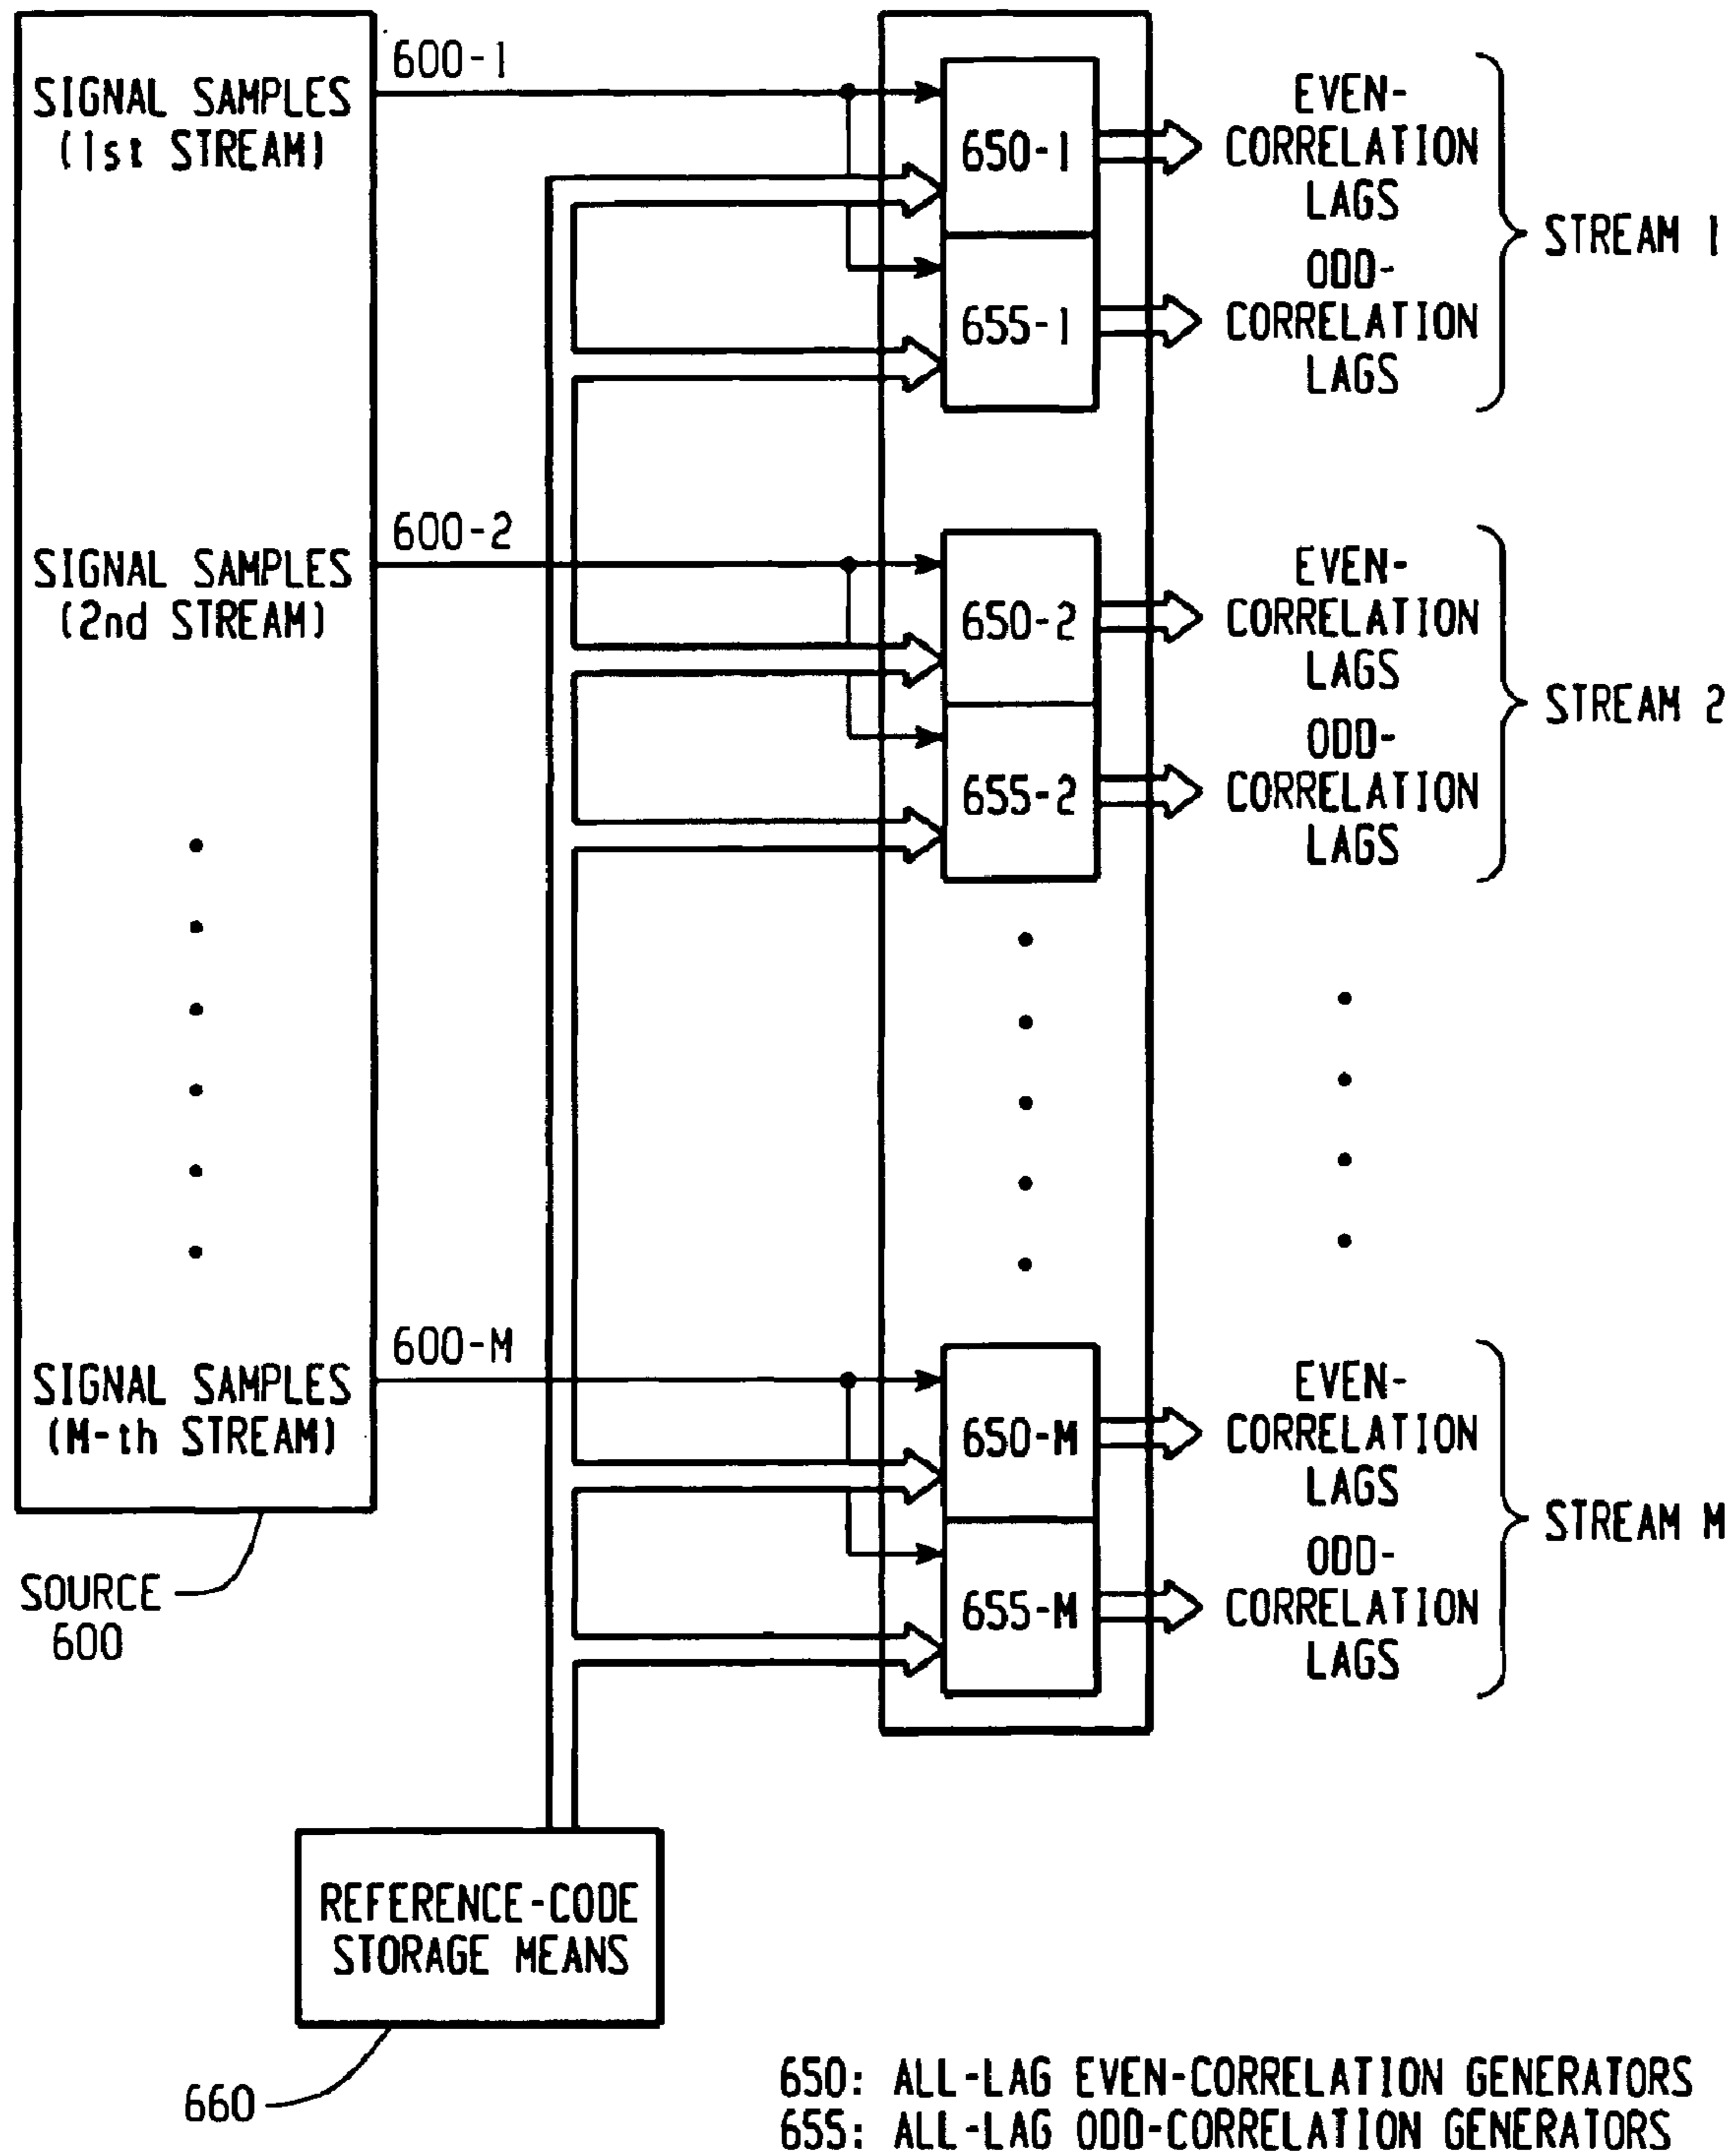 SIGNAL SAMPLES
(1st STREAM)
600-1
650-1
655-1
EVEN-
CORRELATION
LAGS
ODD-
CORRELATION
LAGS
STREAM 1
SIGNAL SAMPLES
(2nd STREAM)
600-2
650-2
655-2
EVEN-
CORRELATION
LAGS
ODD-
CORRELATION
LAGS
STREAM 2
SIGNAL SAMPLES
(M-th STREAM)
600-M
650-M
655-M
EVEN-
CORRELATION
LAGS
ODD-
CORRELATION
LAGS
STREAM M
SOURCE
600
REFERENCE-CODE
STORAGE MEANS
660
650: ALL-LAG EVEN-CORRELATION GENERATORS
655: ALL-LAG ODD-CORRELATION GENERATORS